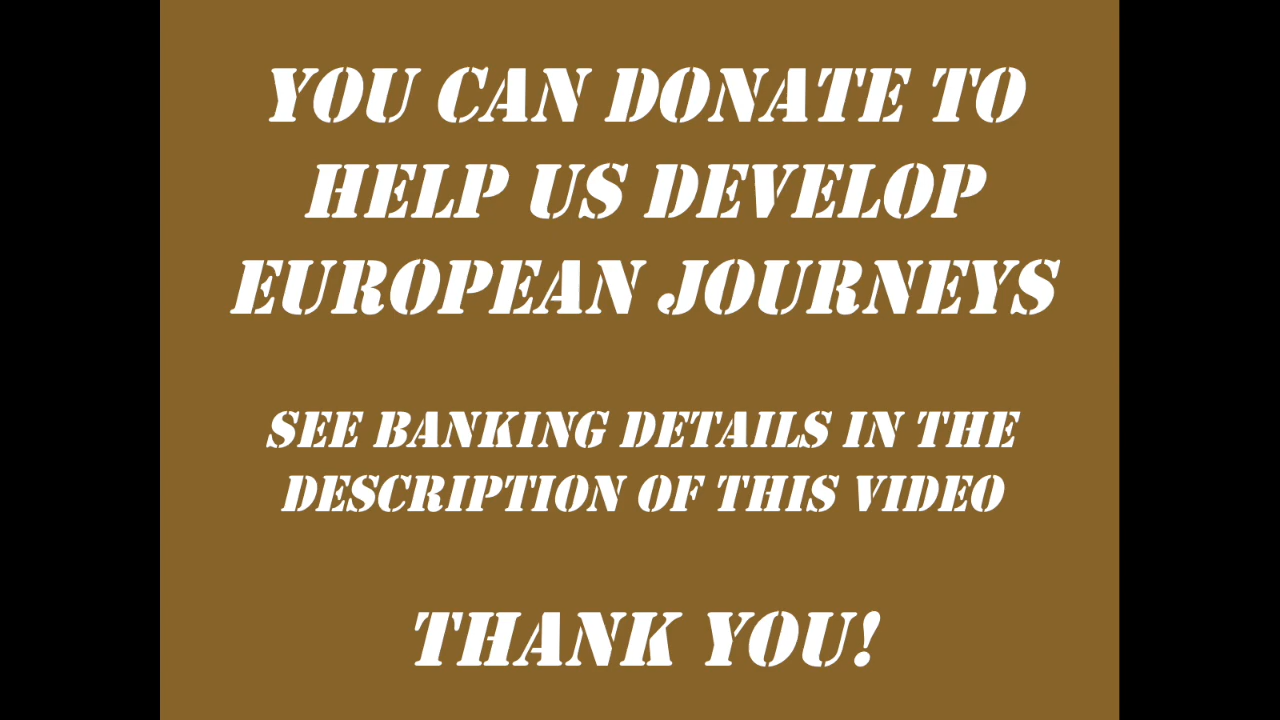 YOU CAN DONATE TO
HELP US DEVELOP
EUROPEAN JOURNEYS
SEE BANKING DETAILS IN THE
DESCRIPTION OF THIS VIDEO
THANK YOU!